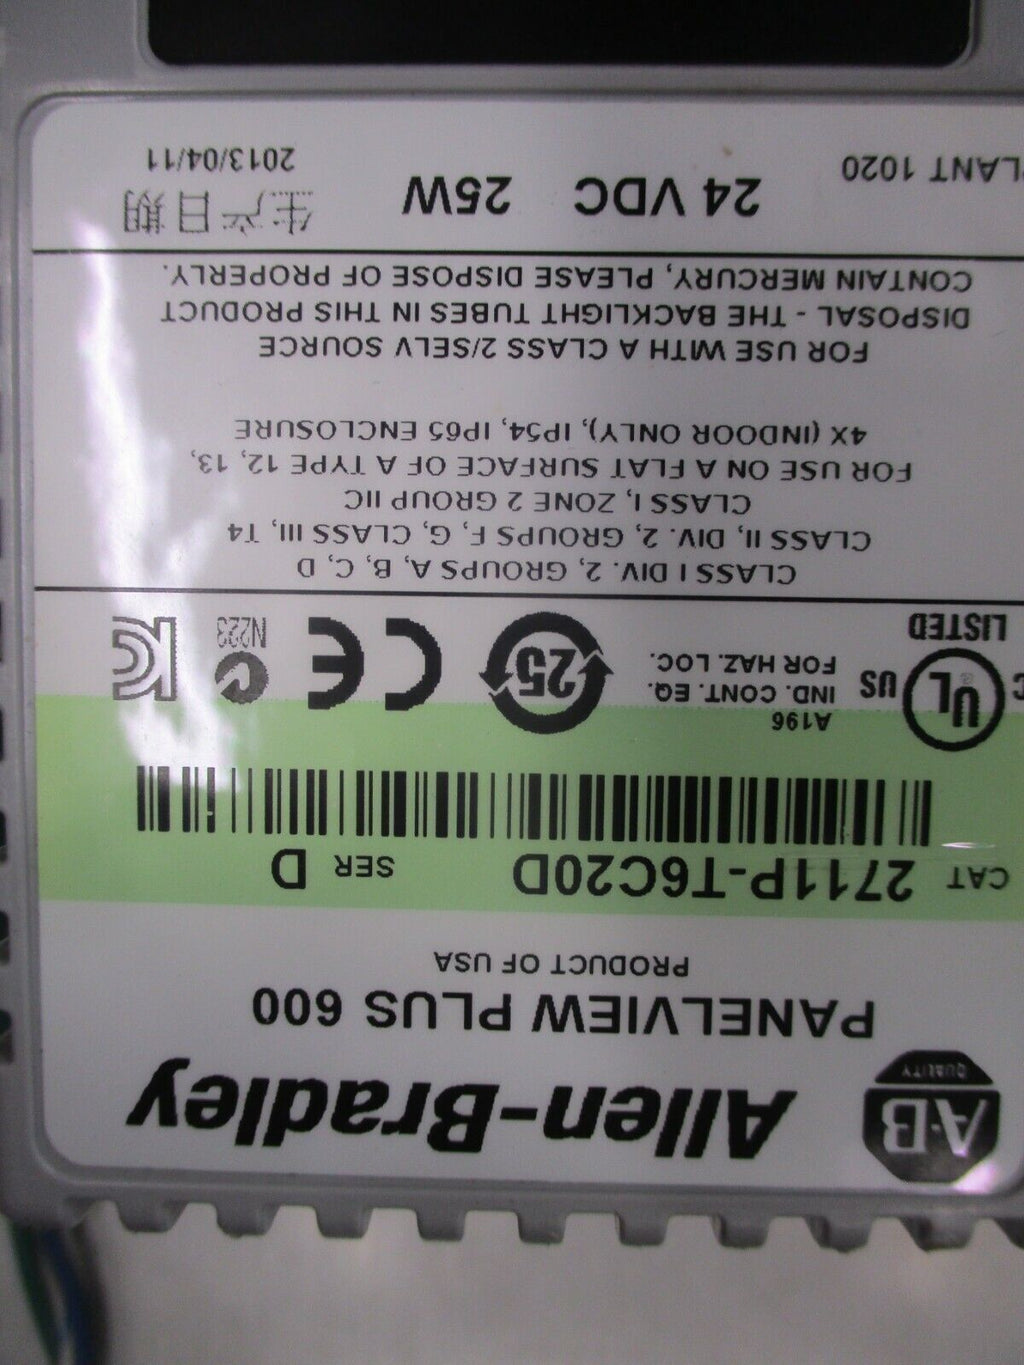 A·B
QUALITY
Allen-Bradley
PANELVIEW PLUS 600
PRODUCT OF USA
CAT 2711P-T6C20D SER D
C UL US
LISTED
A196
IND. CONT. EQ.
FOR HAZ. LOC.
25
CE
N223
CLASS I DIV. 2, GROUPS A, B, C, D
CLASS II, DIV. 2, GROUPS F, G, CLASS III, T4
CLASS I, ZONE 2 GROUP IIC
FOR USE ON A FLAT SURFACE OF A TYPE 12, 13,
4X (INDOOR ONLY), IP54, IP65 ENCLOSURE
FOR USE WITH A CLASS 2/SELV SOURCE
DISPOSAL - THE BACKLIGHT TUBES IN THIS PRODUCT
CONTAIN MERCURY, PLEASE DISPOSE OF PROPERLY.
PLANT 1020
24 VDC 25W
生产日期
2013/04/11